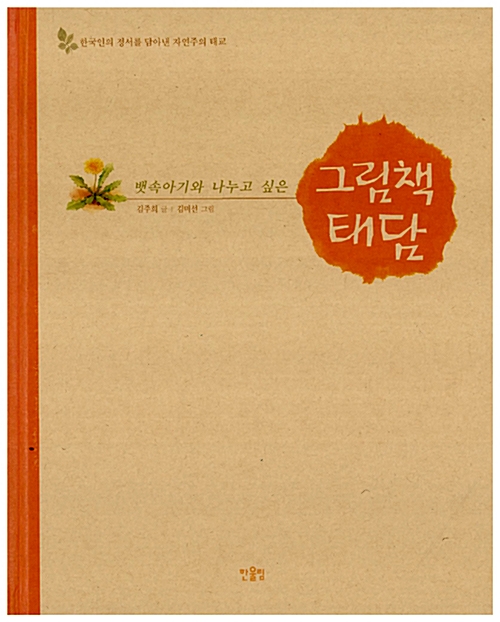 한국인의 정서를 담아낸 자연주의 태교
뱃속아기와 나누고 싶은
그림책
태담
김주희 글 : 김여선 그림
한울림